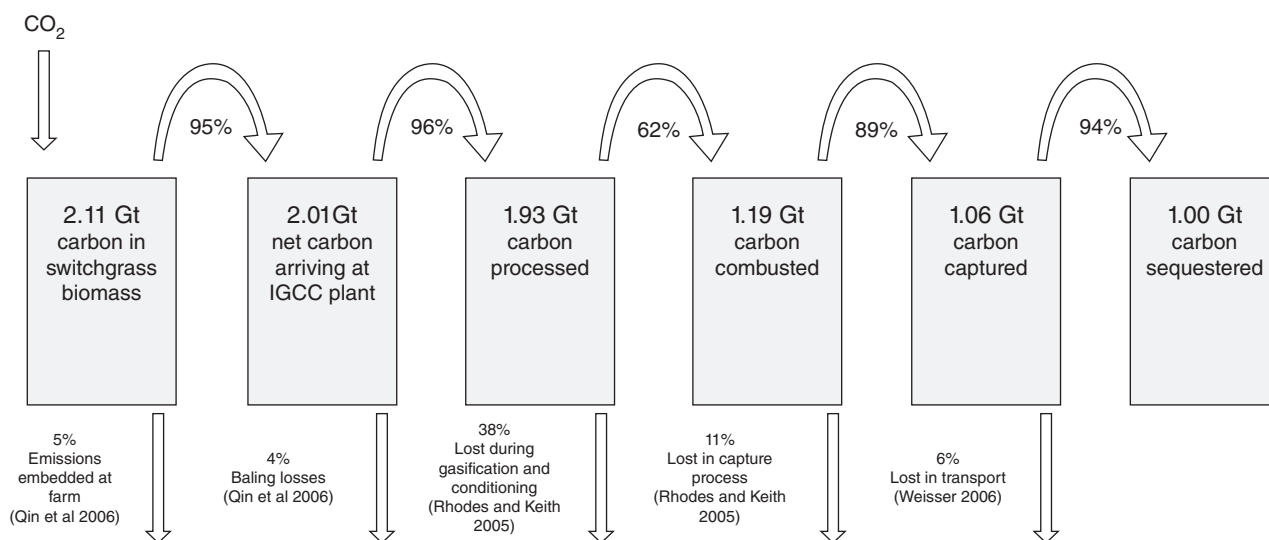 CO2
95%
96%
62%
89%
94%
2.11 Gt
carbon in
switchgrass
biomass
2.01Gt
net carbon
arriving at
IGCC plant
1.93 Gt
carbon
processed
1.19 Gt
carbon
combusted
1.06 Gt
carbon
captured
1.00 Gt
carbon
sequestered
5%
Emissions
embedded at
farm
(Qin et al 2006)
4%
Baling losses
(Qin et al 2006)
38%
Lost during
gasification and
conditioning
(Rhodes and Keith
2005)
11%
Lost in capture
process
(Rhodes and Keith
2005)
6%
Lost in transport
(Weisser 2006)